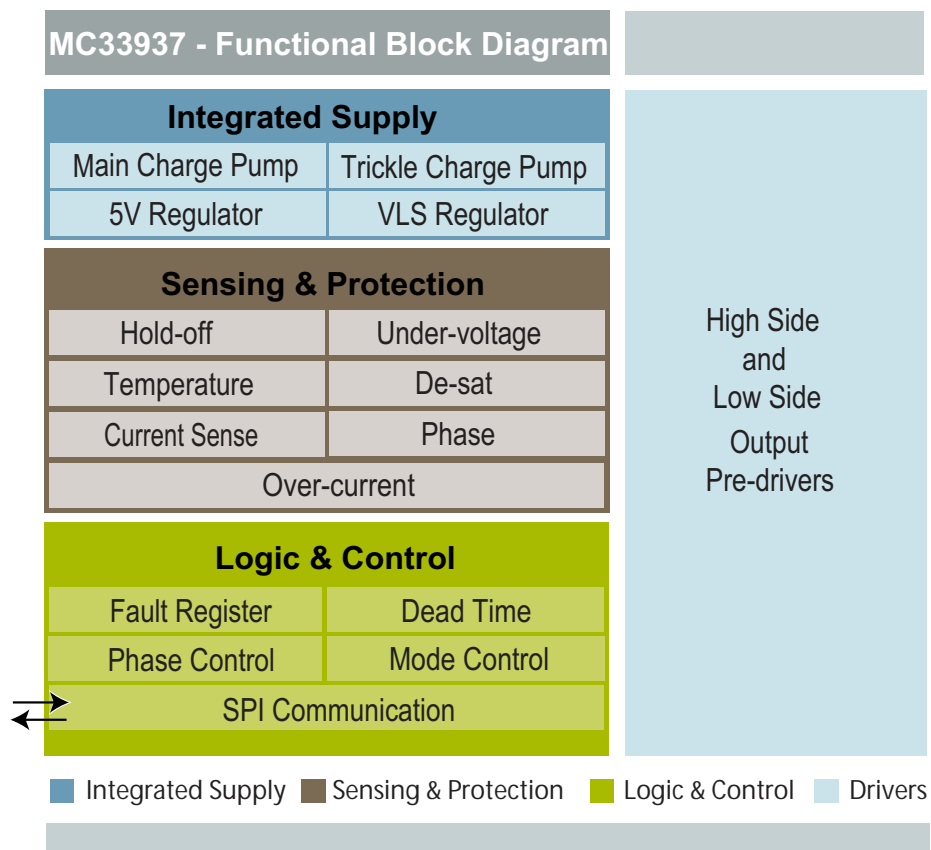 MC33937 - Functional Block Diagram
Integrated Supply
Main Charge Pump
Trickle Charge Pump
5V Regulator
VLS Regulator
Sensing & Protection
Hold-off
Under-voltage
Temperature
De-sat
Current Sense
Phase
Over-current
Logic & Control
Fault Register
Dead Time
Phase Control
Mode Control
SPI Communication
High Side
and
Low Side
Output
Pre-drivers
Integrated Supply
Sensing & Protection
Logic & Control
Drivers